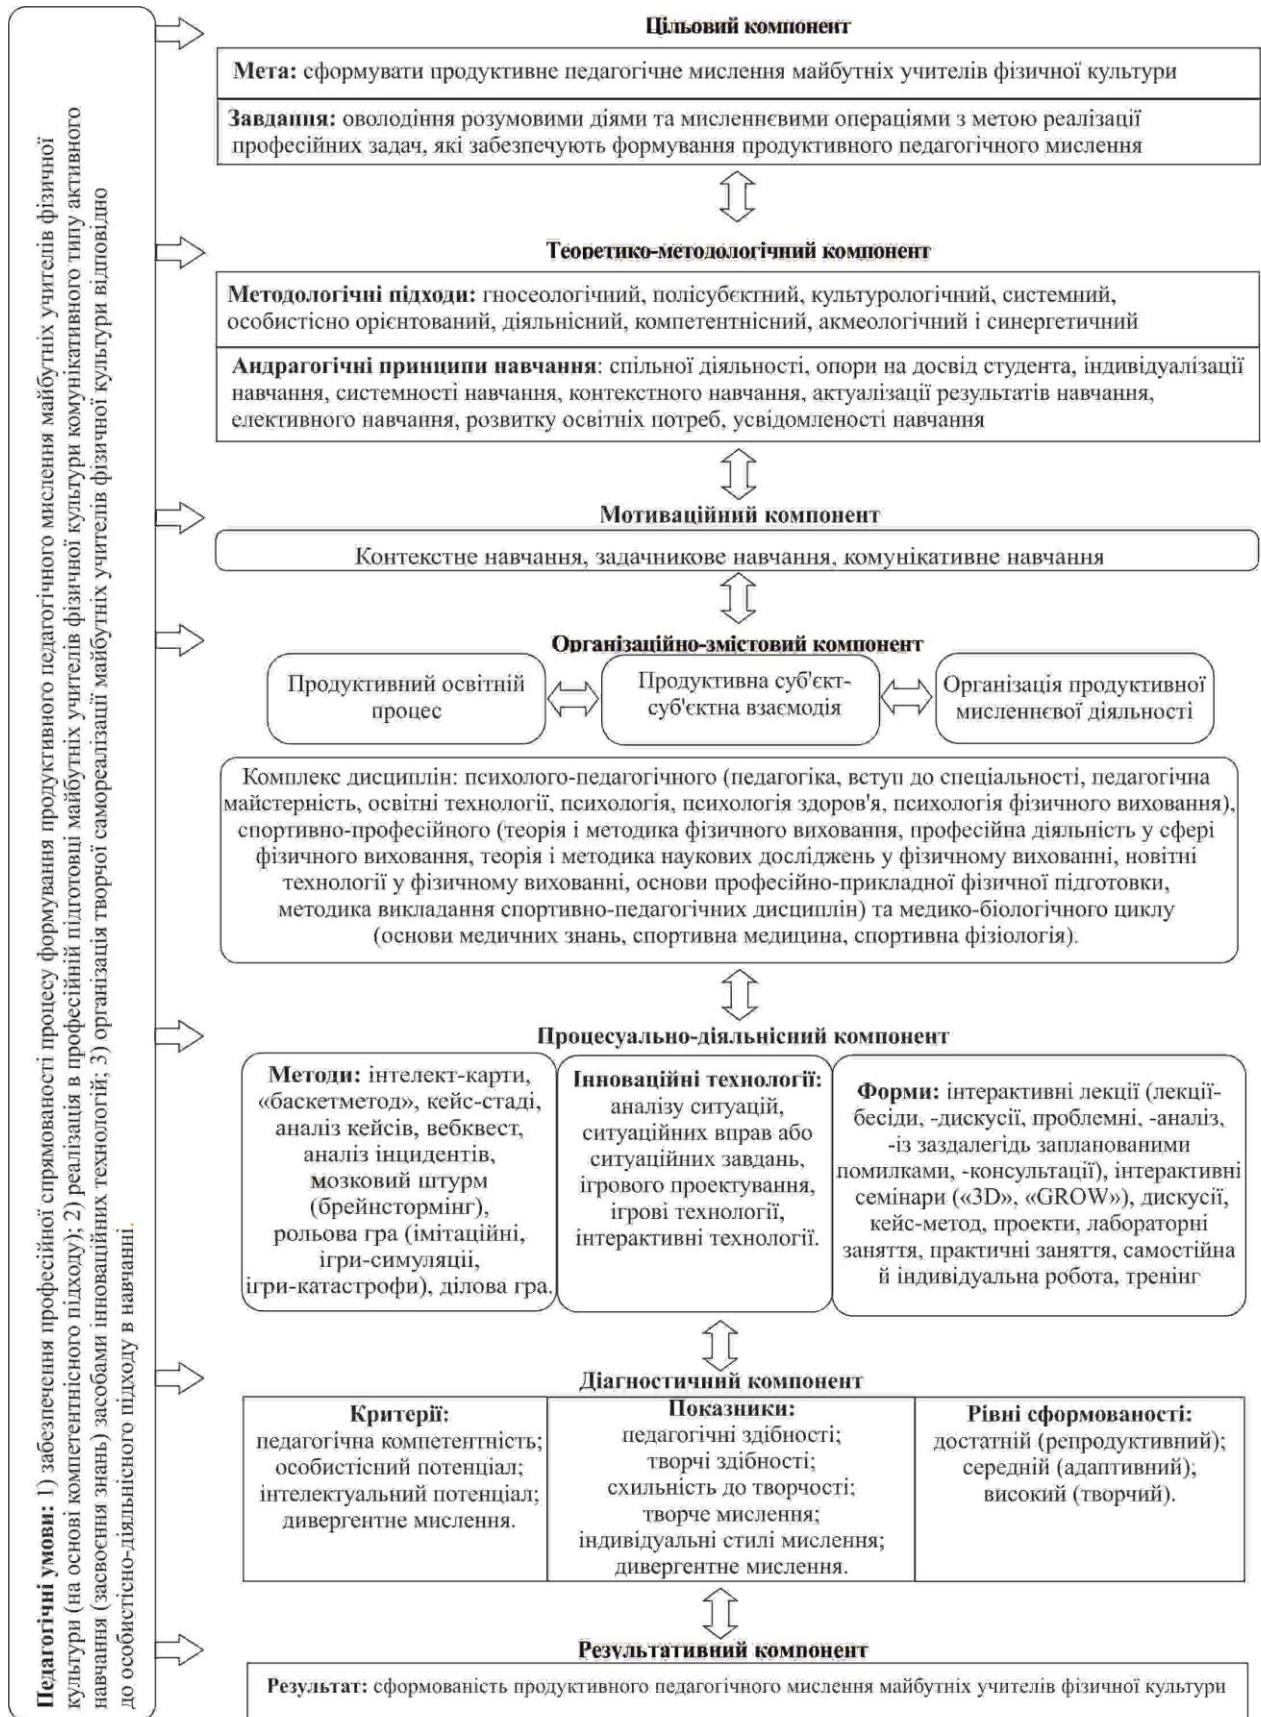 Педагогічні умови: 1) забезпечення професійної спрямованості процесу формування продуктивного педагогічного мислення майбутніх учителів фізичної
культури (на основі компетентнісного підходу); 2) реалізація в професійній підготовці майбутніх учителів фізичної культури комунікативного типу активного
навчання (засвоєння знань) засобами інноваційних технологій; 3) організація творчої самореалізації майбутніх учителів фізичної культури відповідно
до особистісно-діяльнісного підходу в навчанні.
Цільовий компонент
Мета: сформувати продуктивне педагогічне мислення майбутніх учителів фізичної культури
Завдання: оволодіння розумовими діями та мисленнєвими операціями з метою реалізації
професійних задач, які забезпечують формування продуктивного педагогічного мислення
Теоретико-методологічний компонент
Методологічні підходи: гносеологічний, полісубєктний, культурологічний, системний,
особистісно орієнтований, діяльнісний, компетентнісний, акмеологічний і синергетичний
Андрагогічні принципи навчання: спільної діяльності, опори на досвід студента, індивідуалізації
навчання, системності навчання, контекстного навчання, актуалізації результатів навчання,
елективного навчання, розвитку освітніх потреб, усвідомленості навчання
Мотиваційний компонент
Контекстне навчання, задачникове навчання, комунікативне навчання
Організаційно-змістовий компонент
Продуктивний освітній
процес
Продуктивна суб'єкт-
суб'єктна взаємодія
Організація продуктивної
мисленнєвої діяльності
Комплекс дисциплін: психолого-педагогічного (педагогіка, вступ до спеціальності, педагогічна
майстерність, освітні технології, психологія, психологія здоров'я, психологія фізичного виховання),
спортивно-професійного (теорія і методика фізичного виховання, професійна діяльність у сфері
фізичного виховання, теорія і методика наукових досліджень у фізичному вихованні, новітні
технології у фізичному вихованні, основи професійно-прикладної фізичної підготовки,
методика викладання спортивно-педагогічних дисциплін) та медико-біологічного циклу
(основи медичних знань, спортивна медицина, спортивна фізіологія).
Процесуально-діяльнісний компонент
Методи: інтелект-карти,
«баскетметод», кейс-стаді,
аналіз кейсів, вебквест,
аналіз інцидентів,
мозковий штурм
(брейнстормінг),
рольова гра (імітаційні,
ігри-симуляції,
ігри-катастрофи), ділова гра.
Інноваційні технології:
аналізу ситуацій,
ситуаційних вправ або
ситуаційних завдань,
ігрового проектування,
ігрові технології,
інтерактивні технології.
Форми: інтерактивні лекції (лекції-
бесіди, -дискусії, проблемні, -аналіз,
-із заздалегідь запланованими
помилками, -консультації), інтерактивні
семінари («3D», «GROW»), дискусії,
кейс-метод, проекти, лабораторні
заняття, практичні заняття, самостійна
й індивідуальна робота, тренінг
Діагностичний компонент
Критерії:
педагогічна компетентність;
особистісний потенціал;
інтелектуальний потенціал;
дивергентне мислення.
Показники:
педагогічні здібності;
творчі здібності;
схильність до творчості;
творче мислення;
індивідуальні стилі мислення;
дивергентне мислення.
Рівні сформованості:
достатній (репродуктивний);
середній (адаптивний);
високий (творчий).
Результативний компонент
Результат: сформованість продуктивного педагогічного мислення майбутніх учителів фізичної культури